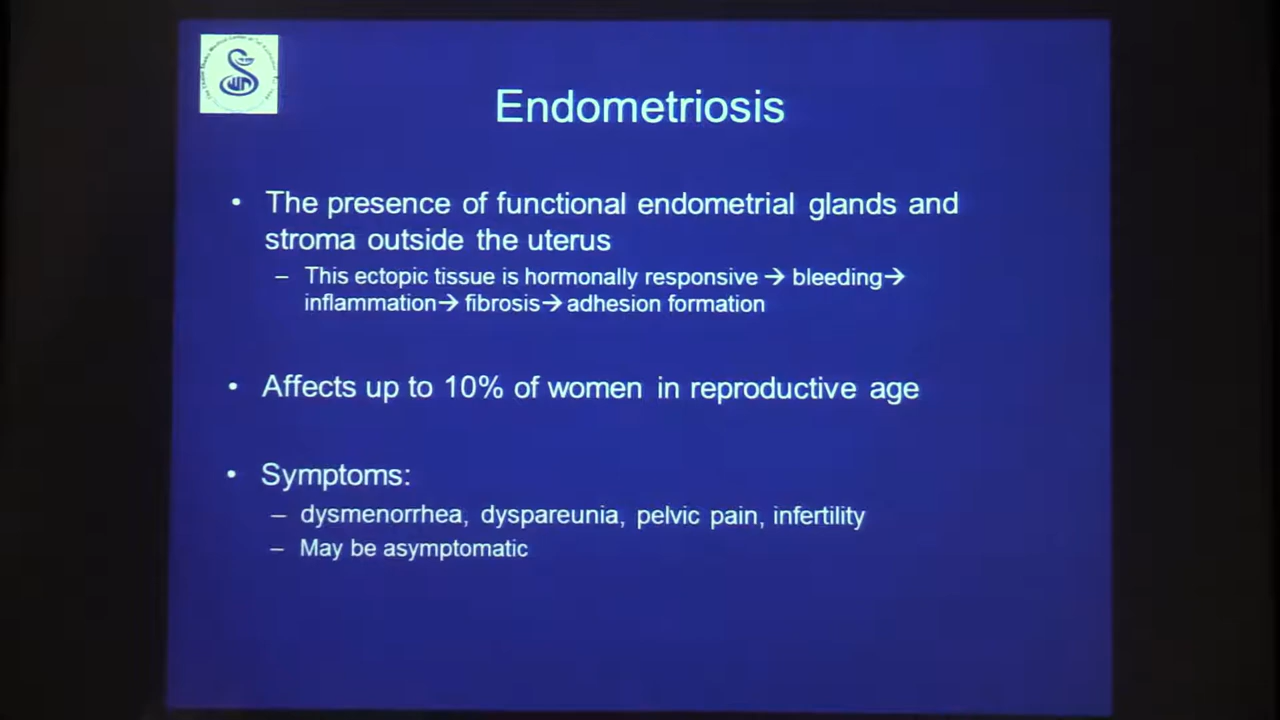 Endometriosis
• The presence of functional endometrial glands and
stroma outside the uterus
– This ectopic tissue is hormonally responsive → bleeding→
inflammation→ fibrosis→ adhesion formation
• Affects up to 10% of women in reproductive age
• Symptoms:
– dysmenorrhea, dyspareunia, pelvic pain, infertility
– May be asymptomatic